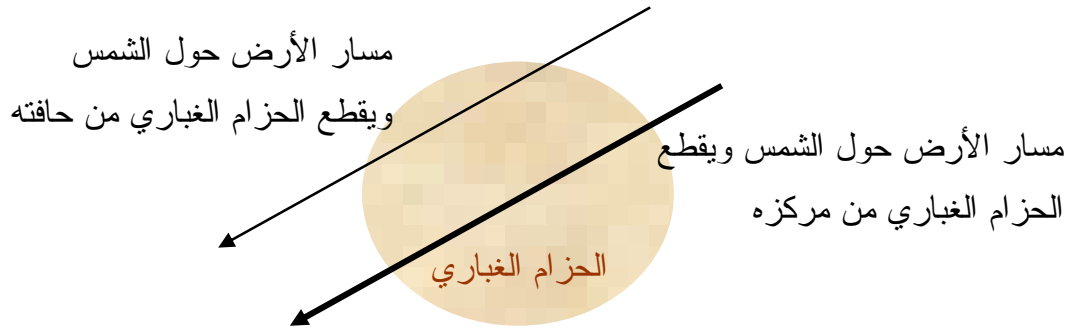 مسار الأرض حول الشمس
ويقطع الحزام الغباري من حافته
مسار الأرض حول الشمس ويقطع
الحزام الغباري من مركزه
الحزام الغباري